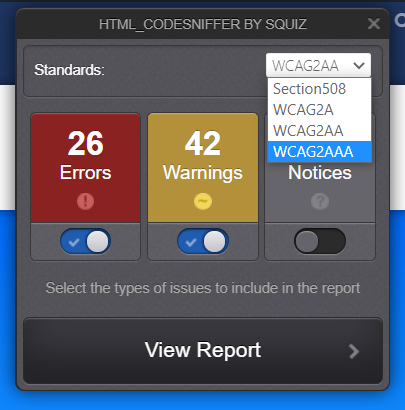 HTML_CODESNIFFER BY SQUIZ
Standards:
WCAG2AA
Section508
WCAG2A
WCAG2AA
WCAG2AAA
26
Errors
42
Warnings
Notices
Select the types of issues to include in the report
View Report